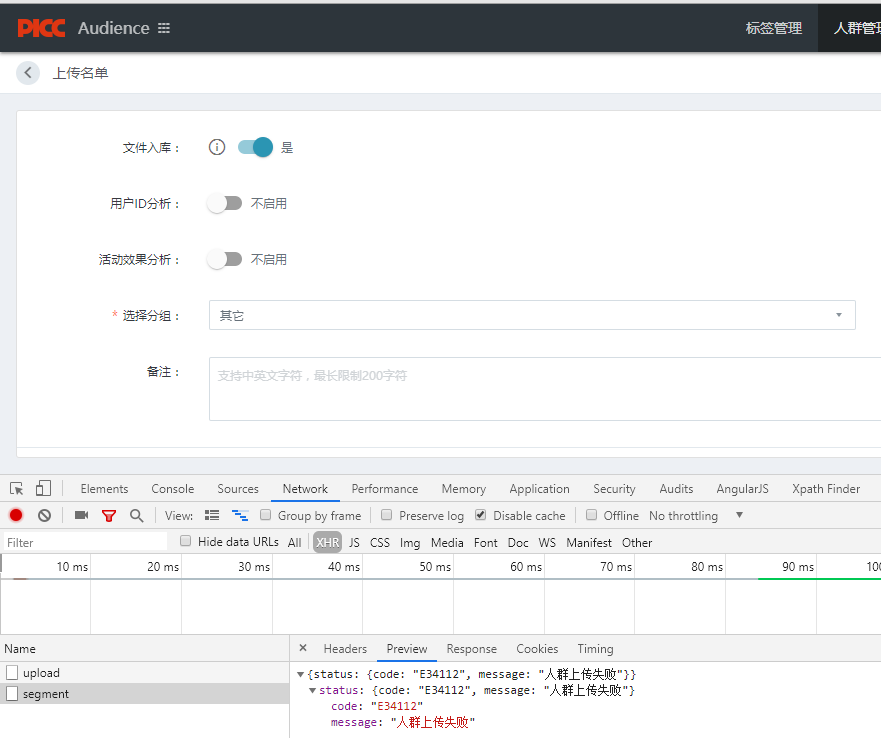 PICC Audience 标签管理 人群管理
上传名单
文件入库： 是
用户ID分析： 不启用
活动效果分析： 不启用
* 选择分组： 其它
备注： 支持中英文字符，最长限制200字符
Elements Console Sources Network Performance Memory Application Security Audits AngularJS Xpath Finder
View: Group by frame Preserve log Disable cache Offline No throttling
Filter Hide data URLs All XHR JS CSS Img Media Font Doc WS Manifest Other
10 ms 20 ms 30 ms 40 ms 50 ms 60 ms 70 ms 80 ms 90 ms 100
Name × Headers Preview Response Cookies Timing
upload
segment
{status: {code: "E34112", message: "人群上传失败"}}
status: {code: "E34112", message: "人群上传失败"}
code: "E34112"
message: "人群上传失败"